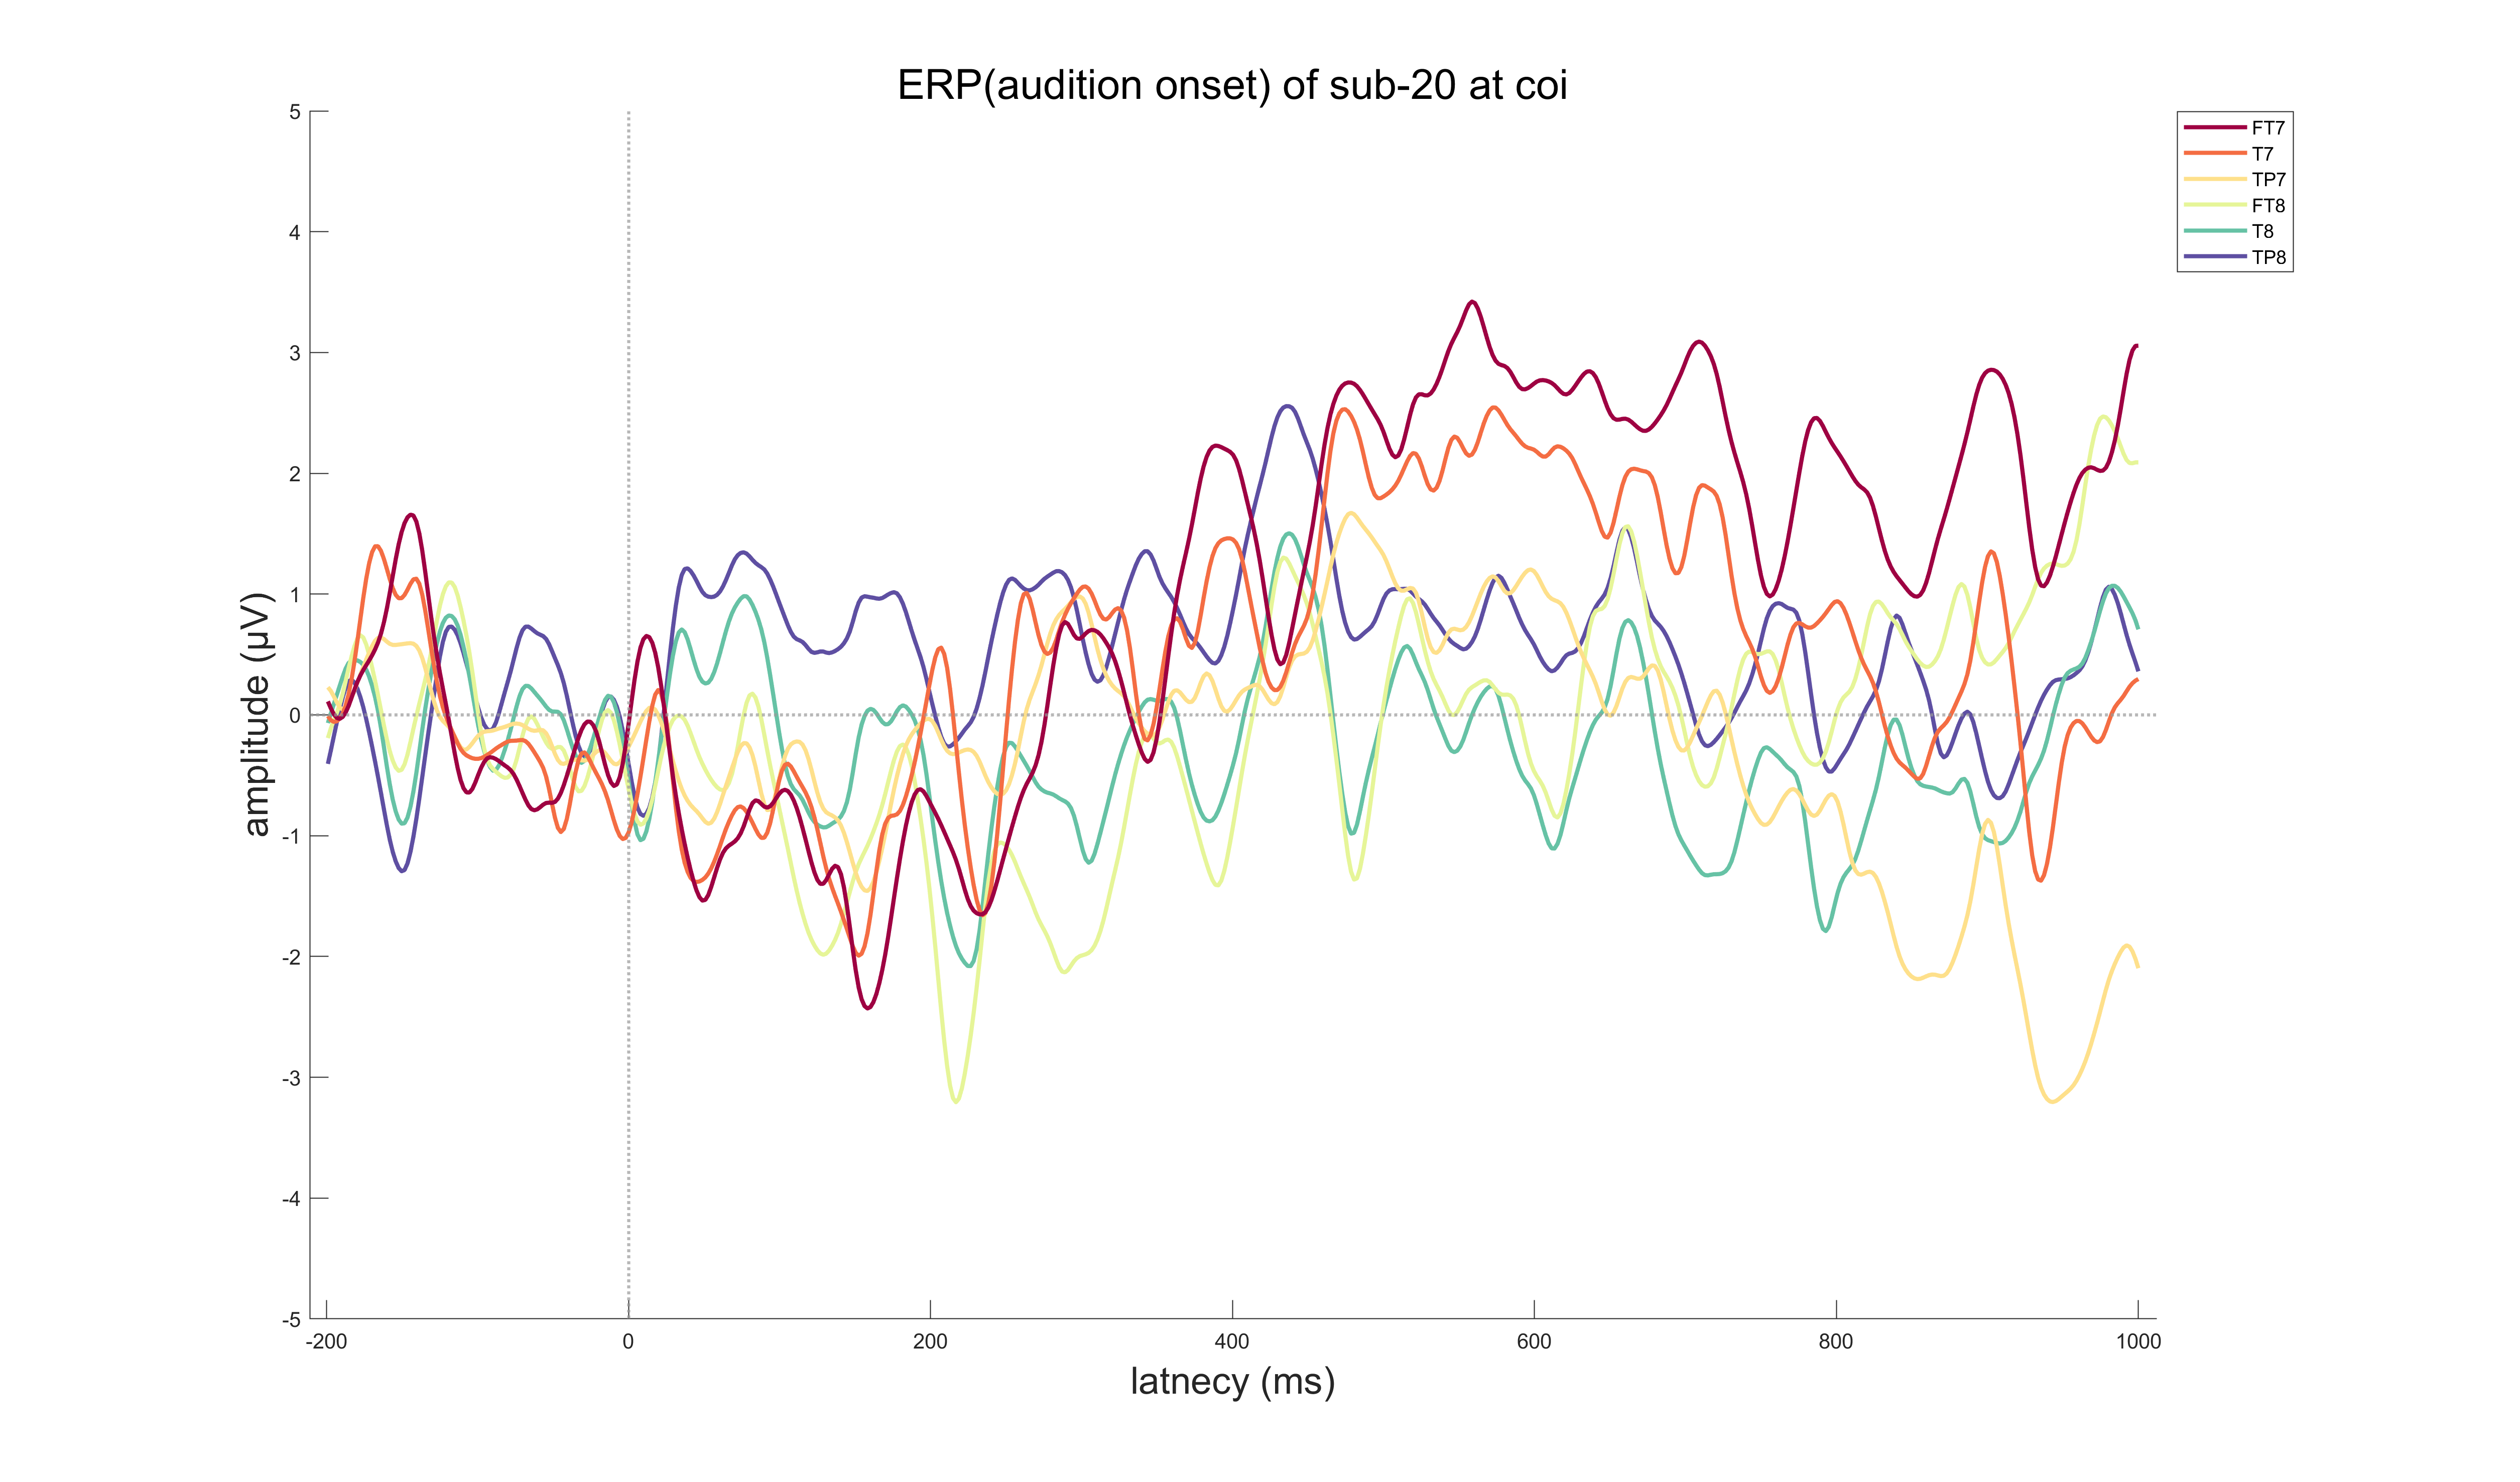 ERP(audition onset) of sub-20 at coi
5
4
3
2
1
0
-1
-2
-3
-4
-5
amplitude (µV)
-200 0 200 400 600 800 1000
latnecy (ms)
FT7
T7
TP7
FT8
T8
TP8